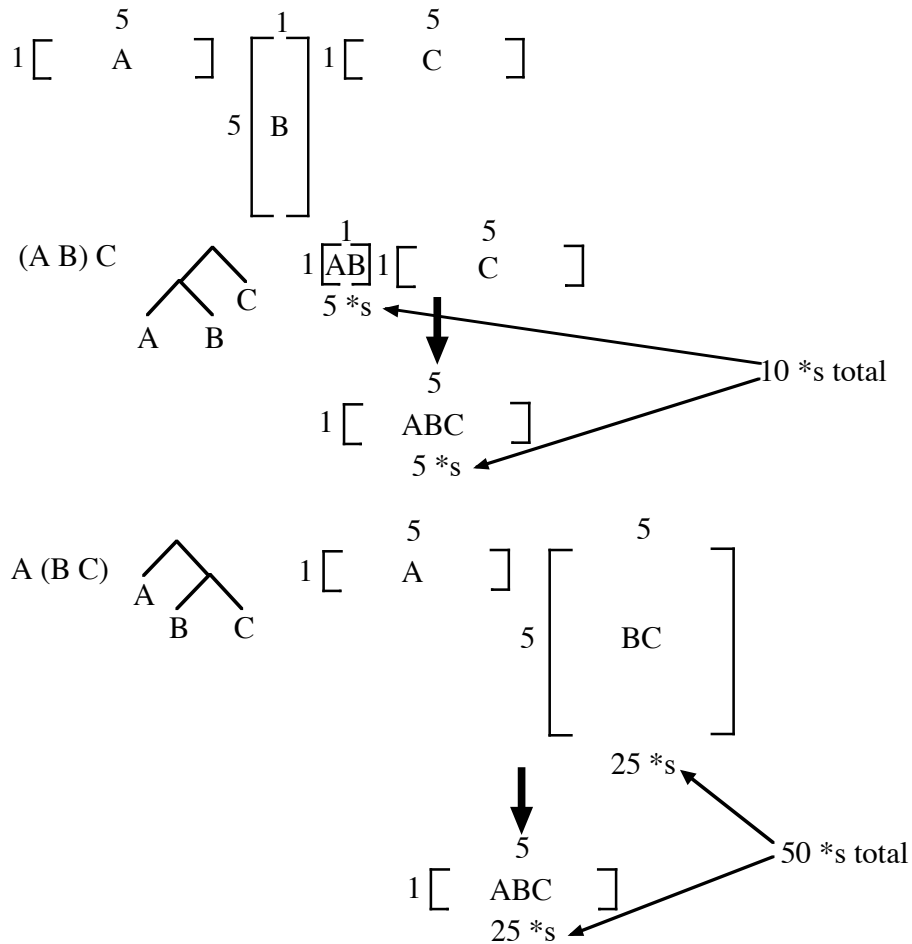 5 1 5
1 A 1 C
5 B
1 5
(A B) C 1 AB 1 C
C
5 *s
A B
10 *s total
5
1 ABC
5 *s
5 5
A (B C) 1 A
A
B C 5 BC
25 *s
5 50 *s total
1 ABC
25 *s